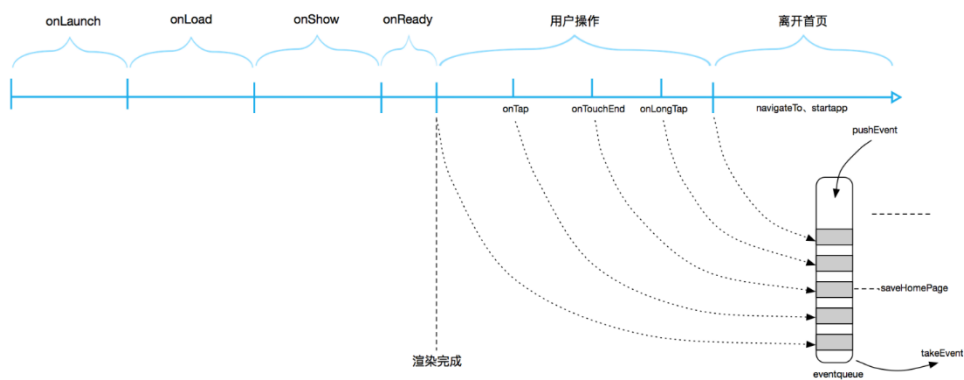 onLaunch
onLoad
onShow
onReady
用户操作
离开首页
onTap
onTouchEnd
onLongTap
navigateTo、startapp
pushEvent
saveHomePage
渲染完成
takeEvent
eventqueue